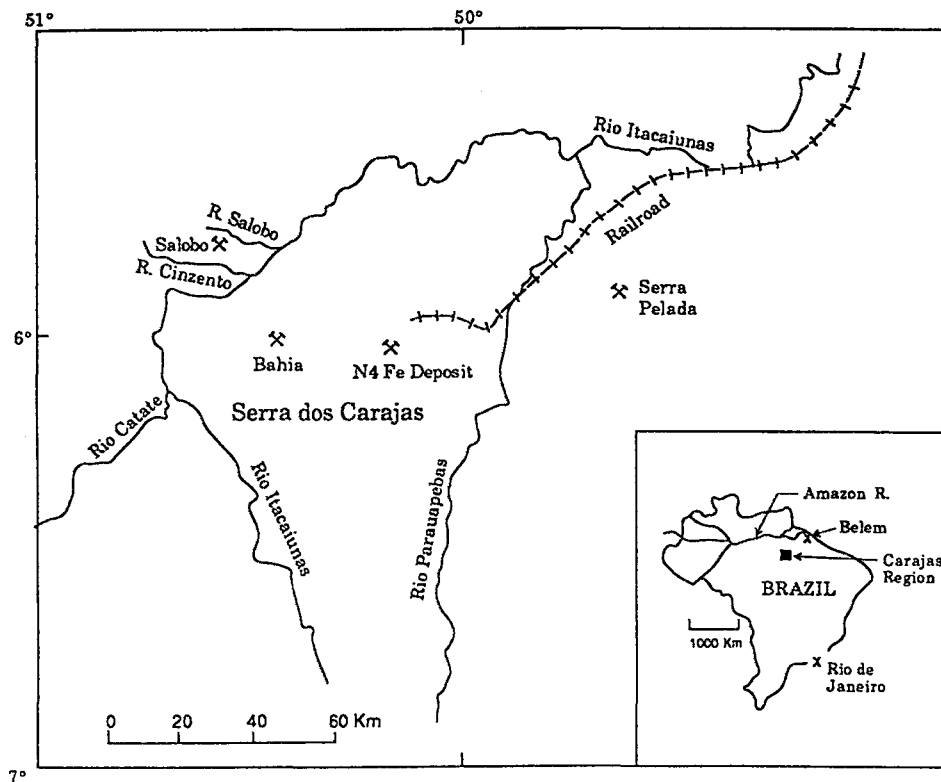 51°
50°
Rio Itacaiunas
R. Salobo
Salobo
R. Cinzento
Railroad
Serra
Pelada
6°
Bahia
N4 Fe Deposit
Serra dos Carajas
Rio Catate
Rio Itacaiunas
Rio Parauapebas
Amazon R.
Belem
Carajas
Region
BRAZIL
1000 Km
Rio de
Janeiro
0 20 40 60 Km
7°